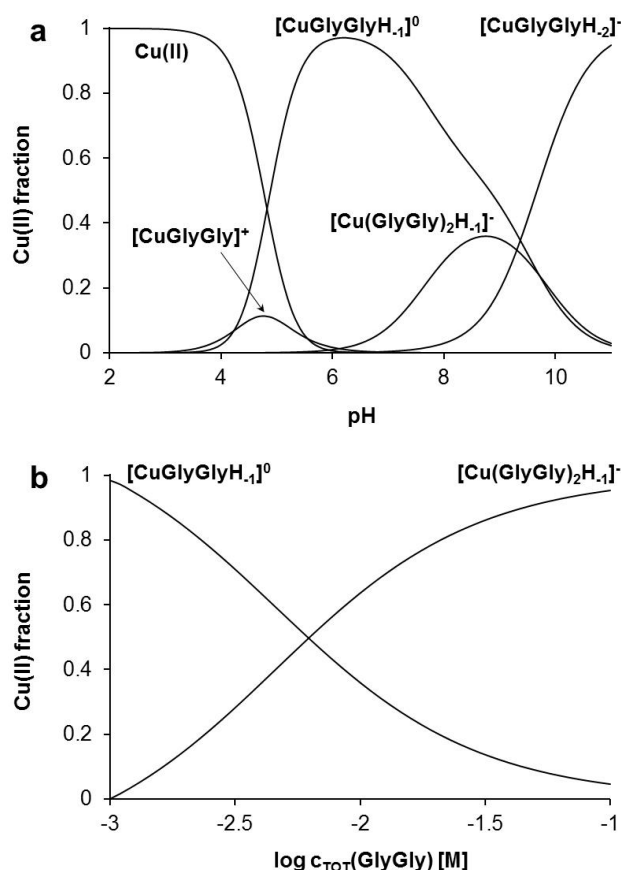 a
[CuGlyGlyH-1]0 [CuGlyGlyH-2]-
Cu(II)
[CuGlyGly]+
[Cu(GlyGly)2H-1]-
Cu(II) fraction
1
0.8
0.6
0.4
0.2
0
2 4 6 8 10
pH
b
[CuGlyGlyH-1]0 [Cu(GlyGly)2H-1]-
Cu(II) fraction
1
0.8
0.6
0.4
0.2
0
-3 -2.5 -2 -1.5 -1
log cTOT(GlyGly) [M]